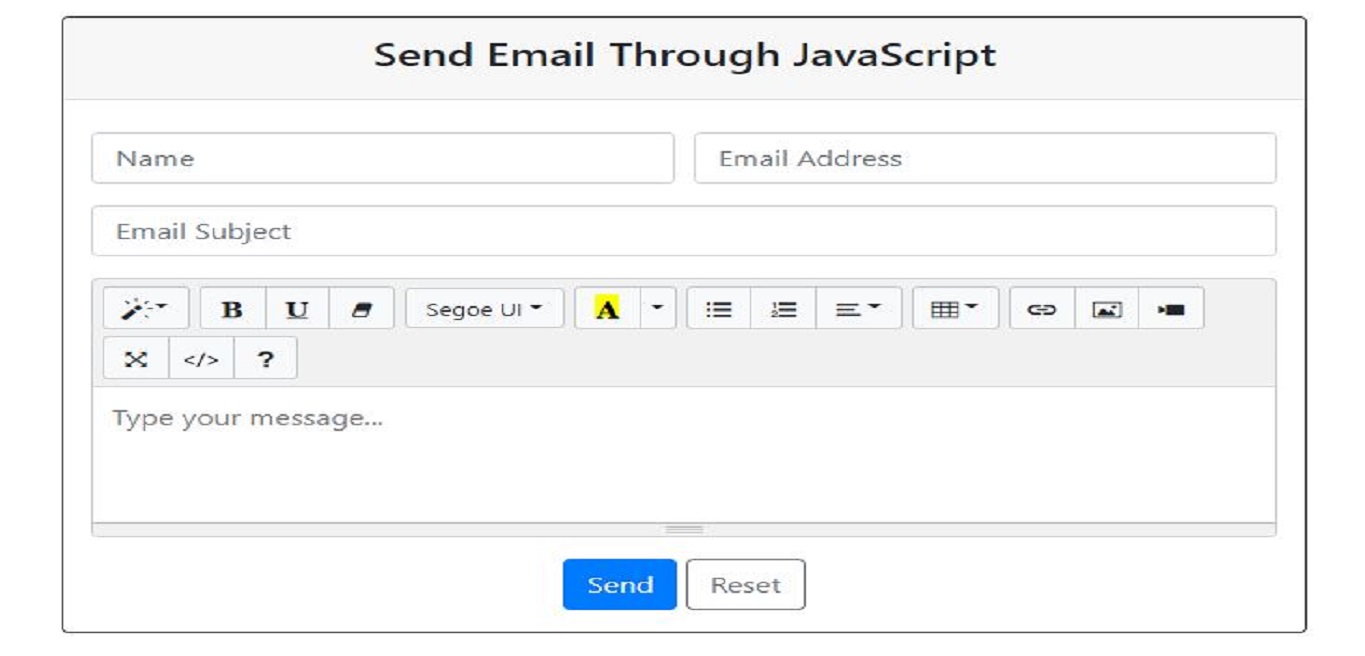 Send Email Through JavaScript
Name
Email Address
Email Subject
B U Segoe UI A
</> ?
Type your message...
Send Reset